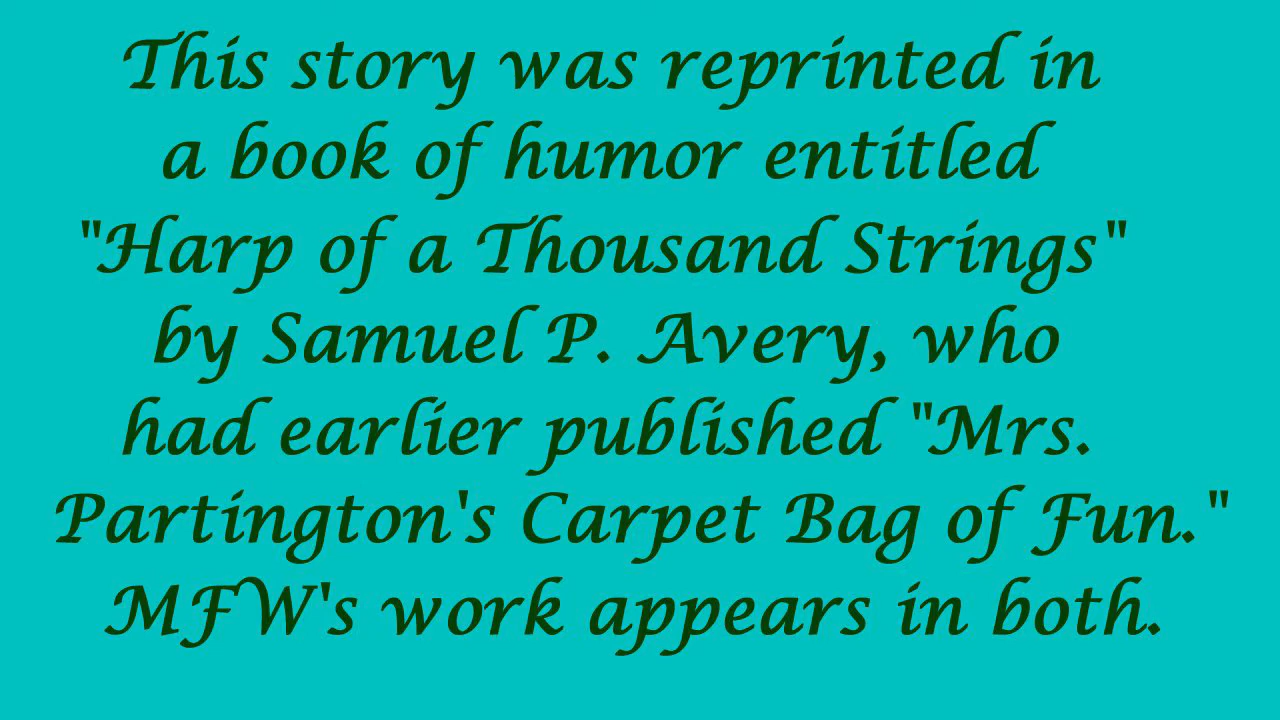 This story was reprinted in
a book of humor entitled
"Harp of a Thousand Strings"
by Samuel P. Avery, who
had earlier published "Mrs.
Partington's Carpet Bag of Fun."
MFW's work appears in both.